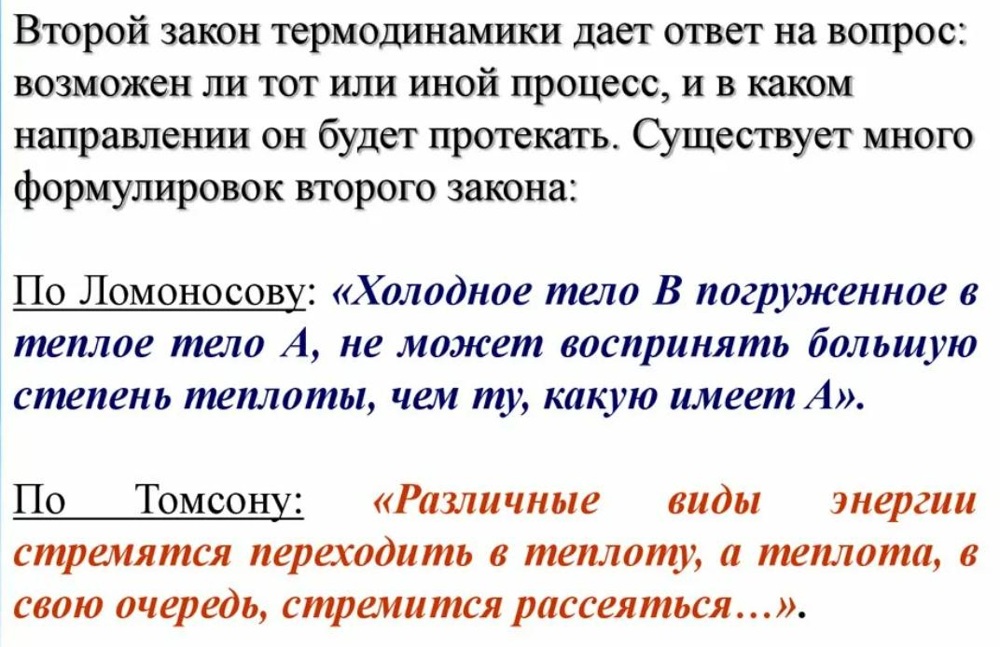 Второй закон термодинамики дает ответ на вопрос:
возможен ли тот или иной процесс, и в каком
направлении он будет протекать. Существует много
формулировок второго закона:
По Ломоносову: «Холодное тело В погруженное в
теплое тело А, не может воспринять большую
степень теплоты, чем ту, какую имеет А».
По Томсону: «Различные виды энергии
стремятся переходить в теплоту, а теплота, в
свою очередь, стремится рассеяться…».